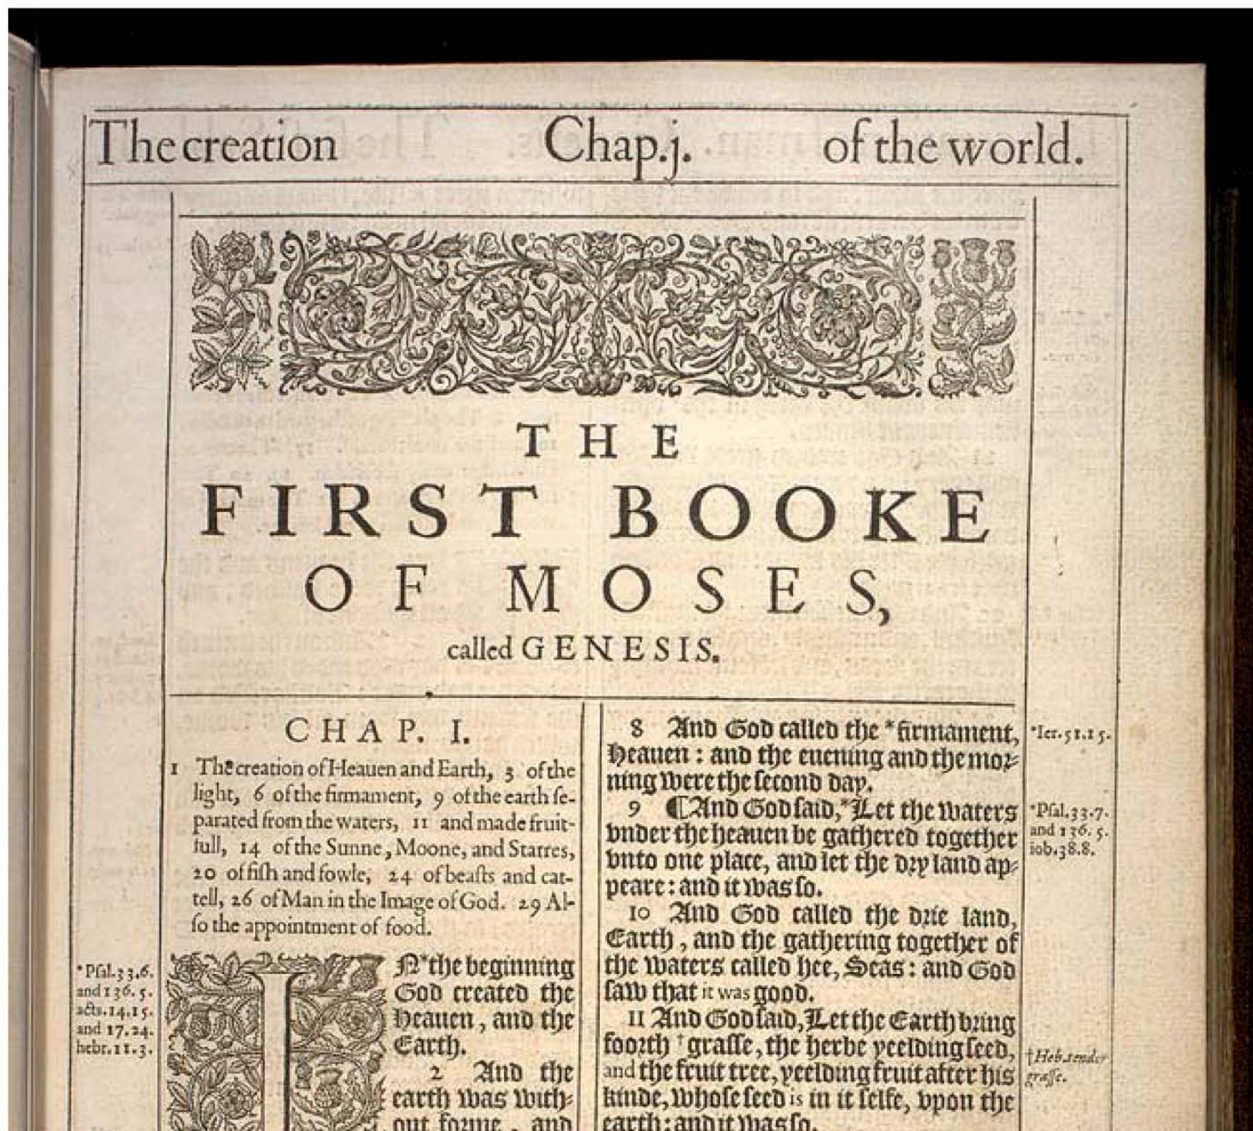 The creation Chap.j. of the world.
THE
FIRST BOOKE
OF MOSES,
called GENESIS.
CHAP. I.
1 The creation of Heauen and Earth, 3 of the
light, 6 of the firmament, 9 of the earth se-
parated from the waters, 11 and made fruit-
full, 14 of the Sunne, Moone, and Starres,
20 of fish and fowle, 24 of beasts and cat-
tell, 26 of Man in the Image of God. 29 Al-
so the appointment of food.
*Psal.33.6.
and 136.5.
acts.14.15.
and 17.24.
hebr.11.3.
IN *the beginning
God created the
Heauen, and the
Earth.
2 And the
earth was with-
out forme, and
8 And God called the *firmament,
Heauen: and the euening and the mor-
ning were the second day.
9 ¶And God said, *Let the waters
vnder the heauen be gathered together
vnto one place, and let the dry land ap-
peare: and it was so.
10 And God called the drie land,
Earth, and the gathering together of
the waters called hee, Seas: and God
saw that it was good.
11 And God said, Let the Earth bring
foorth †grasse, the herbe yeelding seed,
and the fruit tree, yeelding fruit after his
kinde, whose seed is in it selfe, vpon the
earth: and it was so.
*Ier.51.15.
*Psal.33.7.
and 136.5.
iob.38.8.
†Heb.tender
grasse.